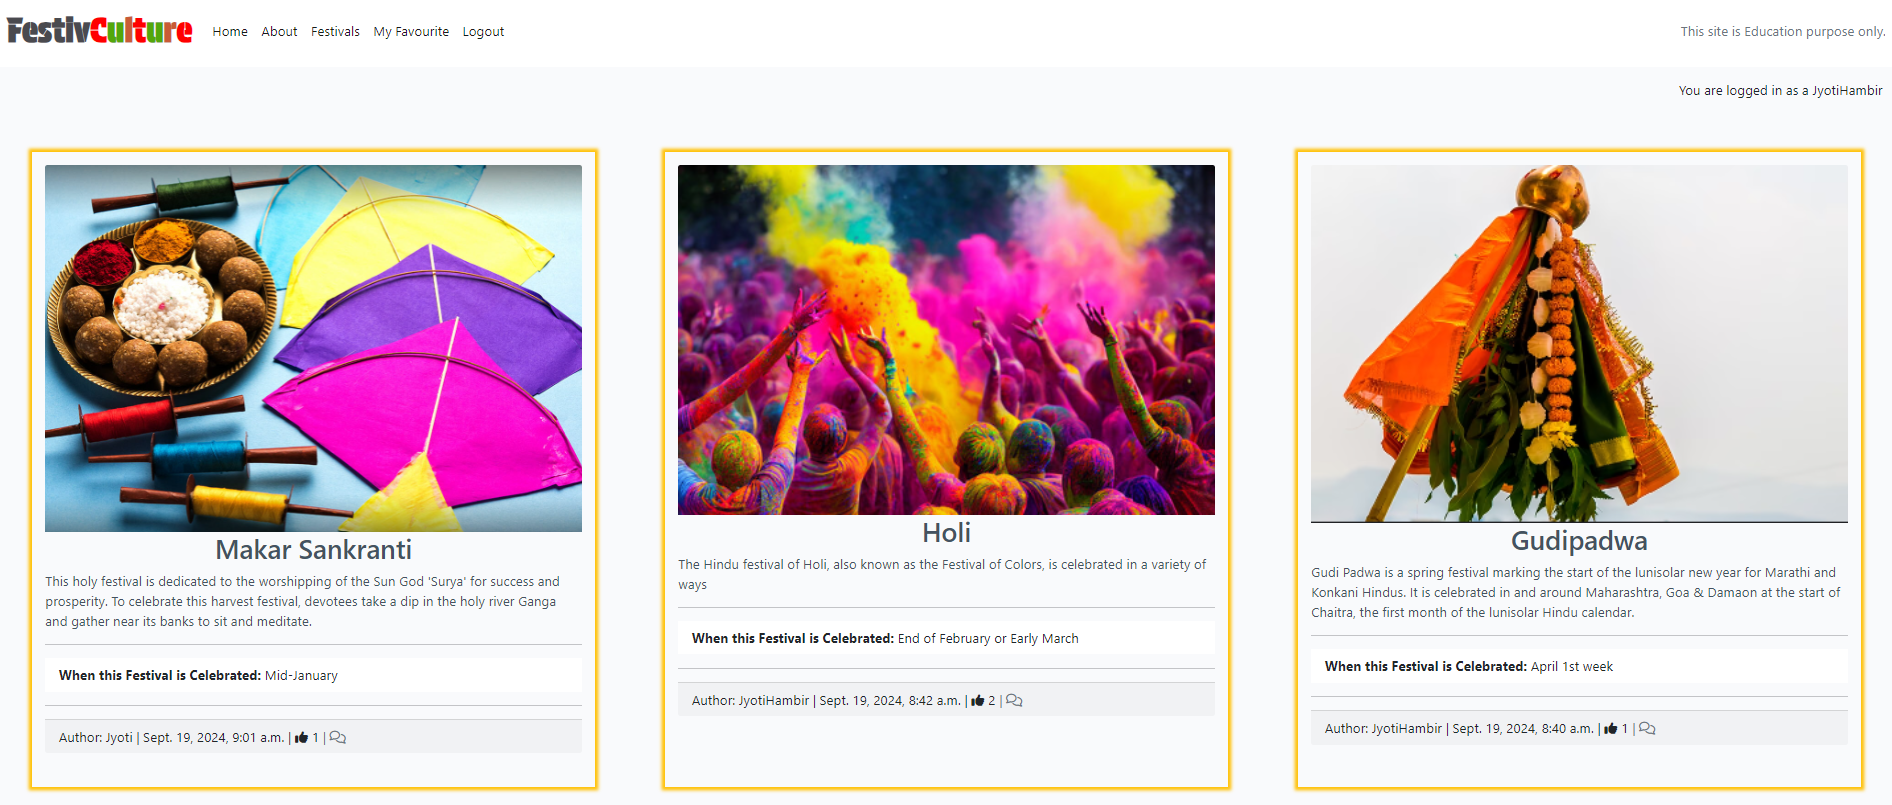 FestivCulture Home About Festivals My Favourite Logout This site is Education purpose only.
You are logged in as a JyotiHambir
Makar Sankranti
This holy festival is dedicated to the worshipping of the Sun God 'Surya' for success and
prosperity. To celebrate this harvest festival, devotees take a dip in the holy river Ganga
and gather near its banks to sit and meditate.
When this Festival is Celebrated: Mid-January
Author: Jyoti | Sept. 19, 2024, 9:01 a.m. | 1 |
Holi
The Hindu festival of Holi, also known as the Festival of Colors, is celebrated in a variety of
ways
When this Festival is Celebrated: End of February or Early March
Author: JyotiHambir | Sept. 19, 2024, 8:42 a.m. | 2 |
Gudipadwa
Gudi Padwa is a spring festival marking the start of the lunisolar new year for Marathi and
Konkani Hindus. It is celebrated in and around Maharashtra, Goa & Damaon at the start of
Chaitra, the first month of the lunisolar Hindu calendar.
When this Festival is Celebrated: April 1st week
Author: JyotiHambir | Sept. 19, 2024, 8:40 a.m. | 1 |